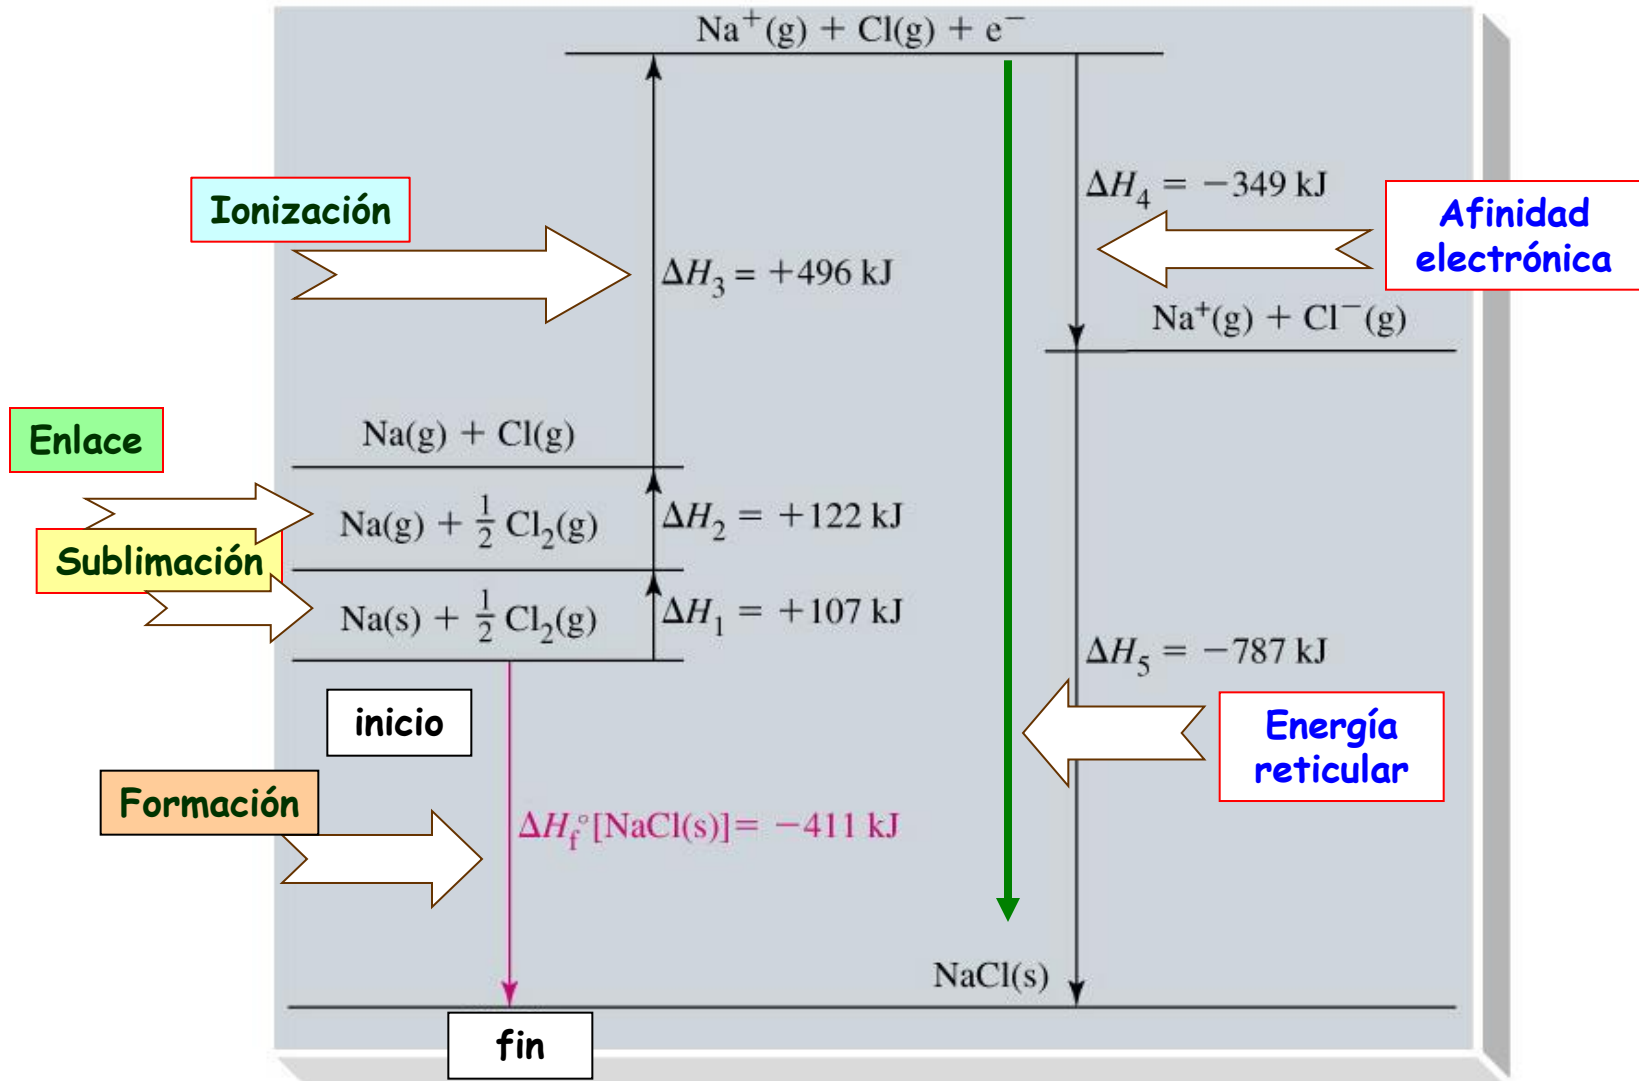 Na⁺(g) + Cl(g) + e⁻
Ionización
ΔH₄ = −349 kJ
Afinidad
electrónica
ΔH₃ = +496 kJ
Na⁺(g) + Cl⁻(g)
Enlace
Na(g) + Cl(g)
Na(g) + ½ Cl₂(g)
ΔH₂ = +122 kJ
Sublimación
Na(s) + ½ Cl₂(g)
ΔH₁ = +107 kJ
ΔH₅ = −787 kJ
inicio
Energía
reticular
Formación
ΔH_f°[NaCl(s)]= −411 kJ
NaCl(s)
fin